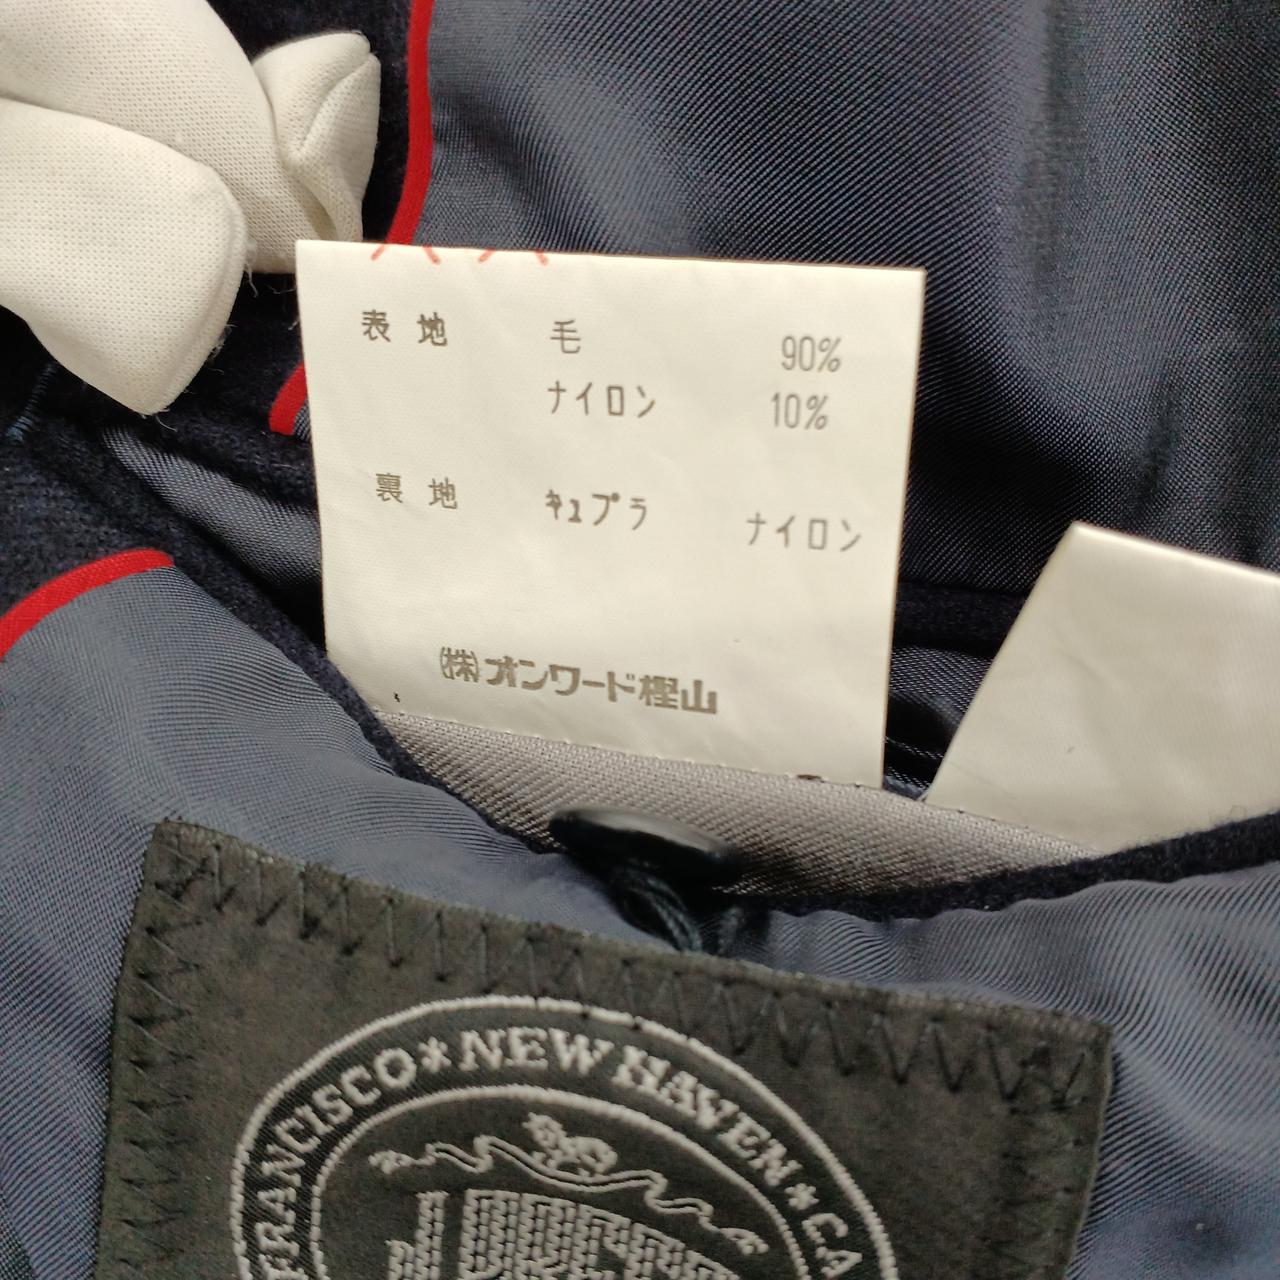 表地 毛 90%
ナイロン 10%
裏地 キュプラ ナイロン
(株)オンワード樫山
FRANCISCO*NEW HAVEN*CA
J.PRESS